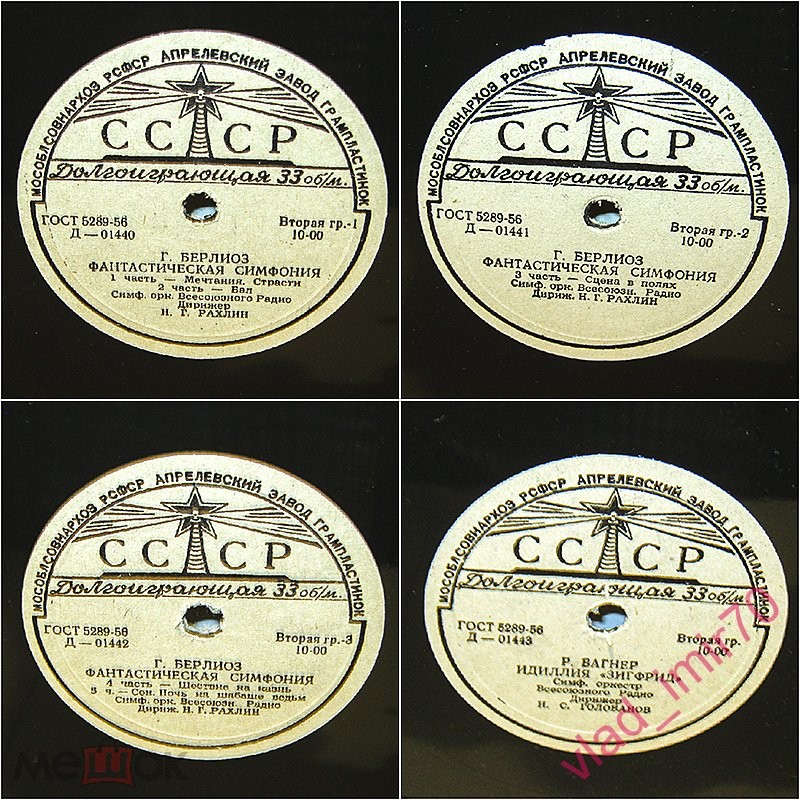 МОСОБЛСОВНАРХОЗ РСФСР АПРЕЛЕВСКИЙ ЗАВОД ГРАМПЛАСТИНОК
СССР
Долгоиграющая 33 об/м.
ГОСТ 5289-56 Вторая гр.-1
Д — 01440 10-00
Г. БЕРЛИОЗ
ФАНТАСТИЧЕСКАЯ СИМФОНИЯ
1 часть — Мечтания. Страсти
2 часть — Бал
Симф. орк. Всесоюзного Радио
Дирижер
Н. Т. РАХЛИН
МОСОБЛСОВНАРХОЗ РСФСР АПРЕЛЕВСКИЙ ЗАВОД ГРАМПЛАСТИНОК
СССР
Долгоиграющая 33 об/м.
ГОСТ 5289-56 Вторая гр.-2
Д — 01441 10-00
Г. БЕРЛИОЗ
ФАНТАСТИЧЕСКАЯ СИМФОНИЯ
3 часть — Сцена в полях
Симф. орк. Всесоюзн. Радио
Дириж. Н. Г. РАХЛИН
МОСОБЛСОВНАРХОЗ РСФСР АПРЕЛЕВСКИЙ ЗАВОД ГРАМПЛАСТИНОК
СССР
Долгоиграющая 33 об/м.
ГОСТ 5289-56 Вторая гр.-3
Д — 01442 10-00
Г. БЕРЛИОЗ
ФАНТАСТИЧЕСКАЯ СИМФОНИЯ
4 часть — Шествие на казнь
5 ч.— Сон. Ночь на шабаше ведьм
Симф. орк. Всесоюзн. Радио
Дириж. Н. Г. РАХЛИН
МОСОБЛСОВНАРХОЗ РСФСР АПРЕЛЕВСКИЙ ЗАВОД ГРАМПЛАСТИНОК
СССР
Долгоиграющая 33 об/м.
ГОСТ 5289-56 Вторая гр.
Д — 01443 10-00
Р. ВАГНЕР
ИДИЛЛИЯ «ЗИГФРИД»
Симф. оркестр
Всесоюзного Радио
Дирижер
Н. С. ГОЛОВАНОВ
мешок
vlad_imir70